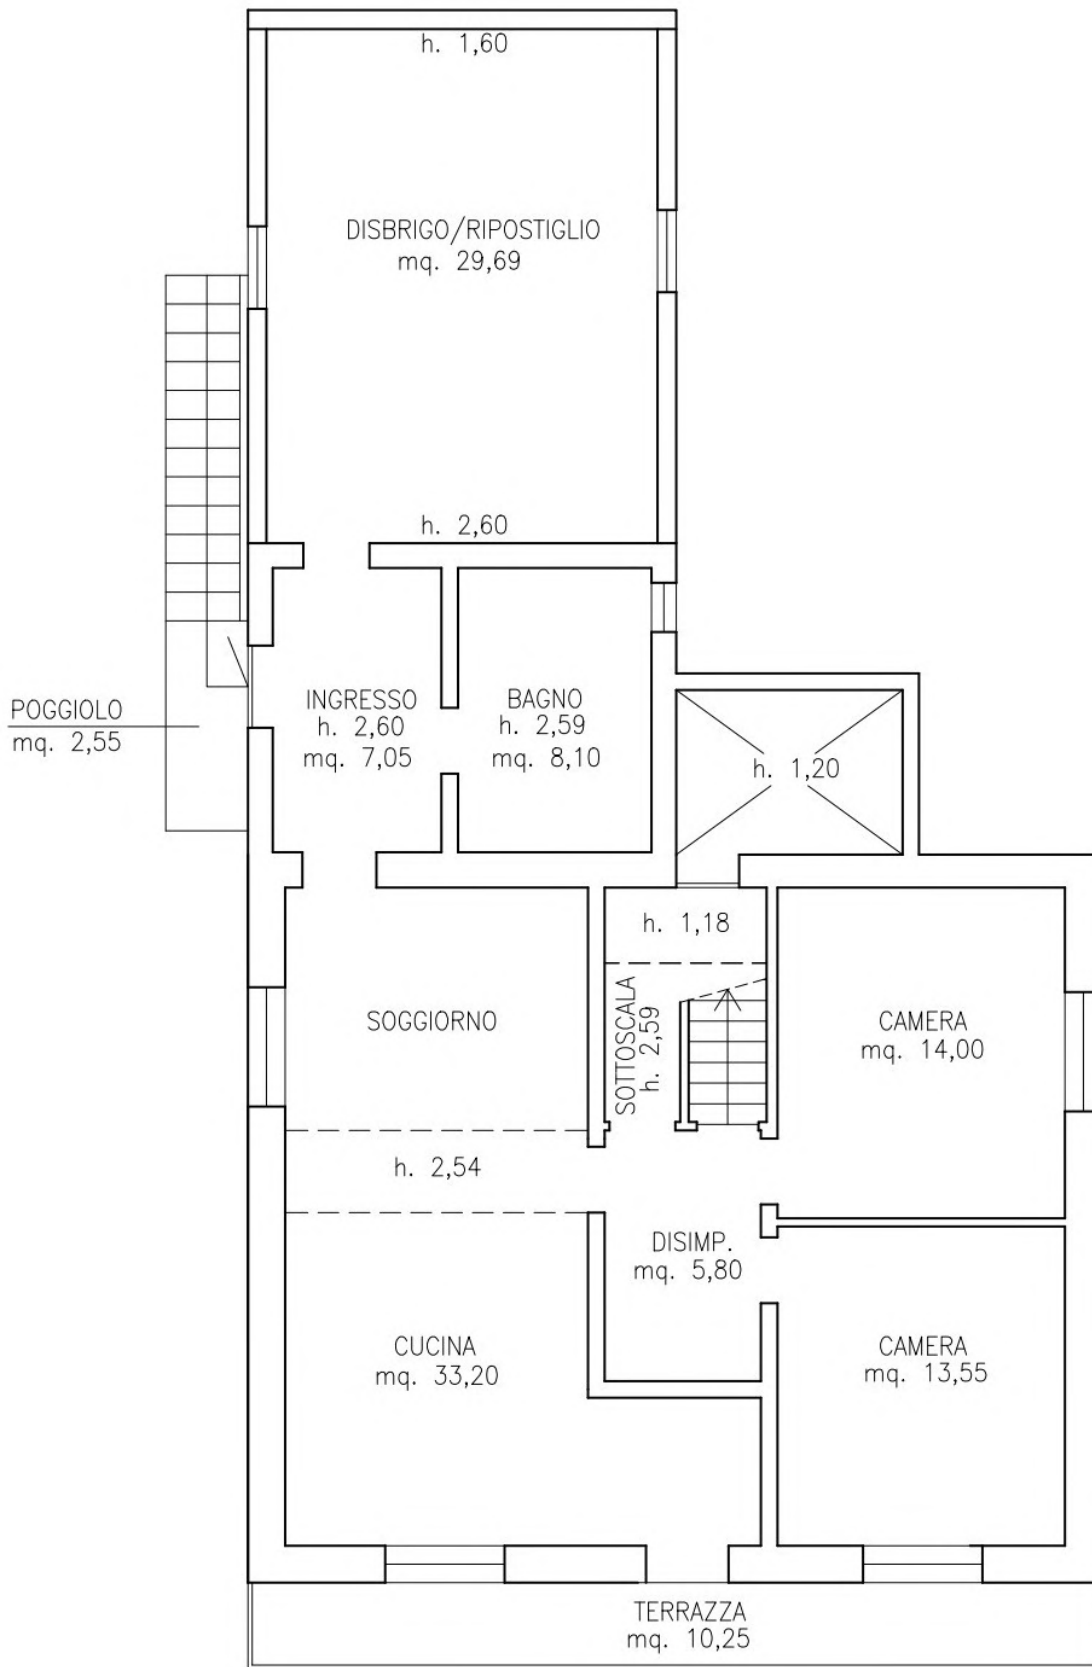 h. 1,60
DISBRIGO/RIPOSTIGLIO
mq. 29,69
h. 2,60
POGGIOLO
mq. 2,55
INGRESSO
h. 2,60
mq. 7,05
BAGNO
h. 2,59
mq. 8,10
h. 1,20
h. 1,18
SOGGIORNO
SOTTOSCALA
h. 2,59
CAMERA
mq. 14,00
h. 2,54
DISIMP.
mq. 5,80
CUCINA
mq. 33,20
CAMERA
mq. 13,55
TERRAZZA
mq. 10,25